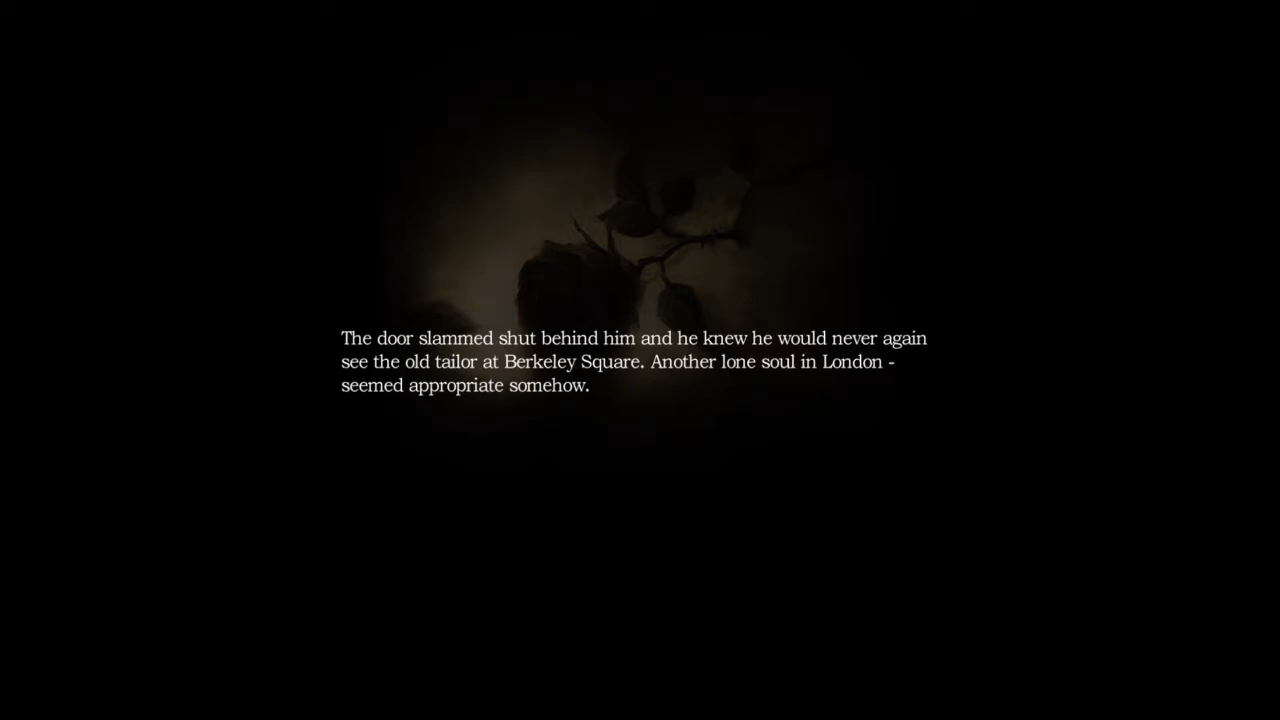 The door slammed shut behind him and he knew he would never again
see the old tailor at Berkeley Square. Another lone soul in London -
seemed appropriate somehow.